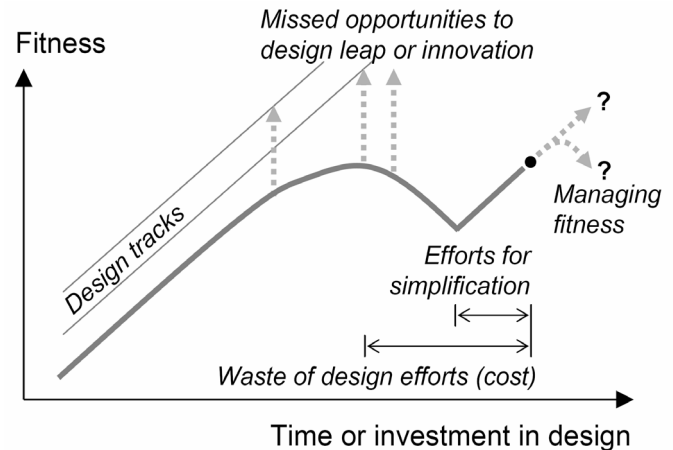 Missed opportunities to
design leap or innovation
Fitness
Design tracks
?
?
Managing
fitness
Efforts for
simplification
Waste of design efforts (cost)
Time or investment in design